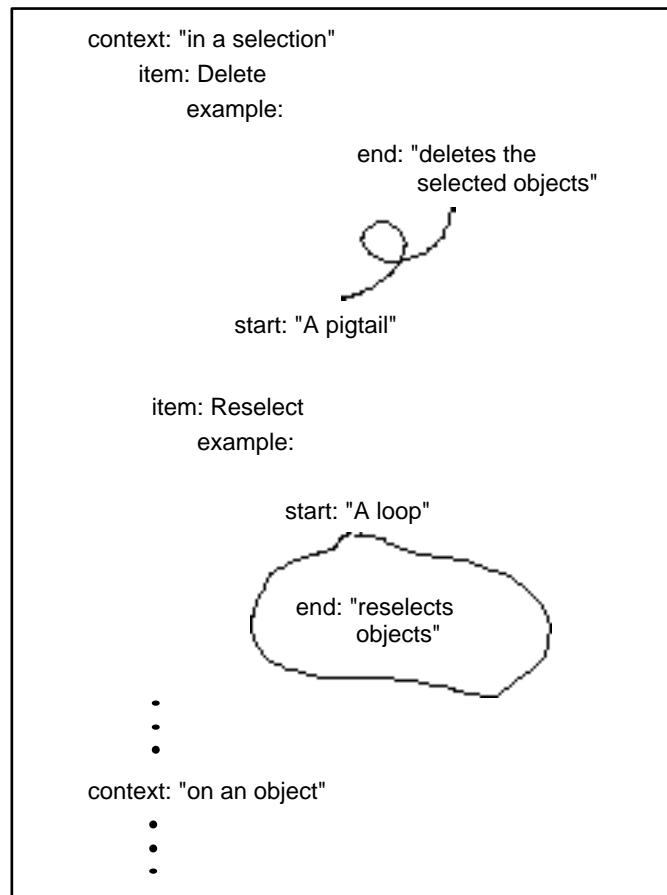 context: "in a selection"
item: Delete
example:
end: "deletes the
selected objects"
start: "A pigtail"
item: Reselect
example:
start: "A loop"
end: "reselects
objects"
context: "on an object"